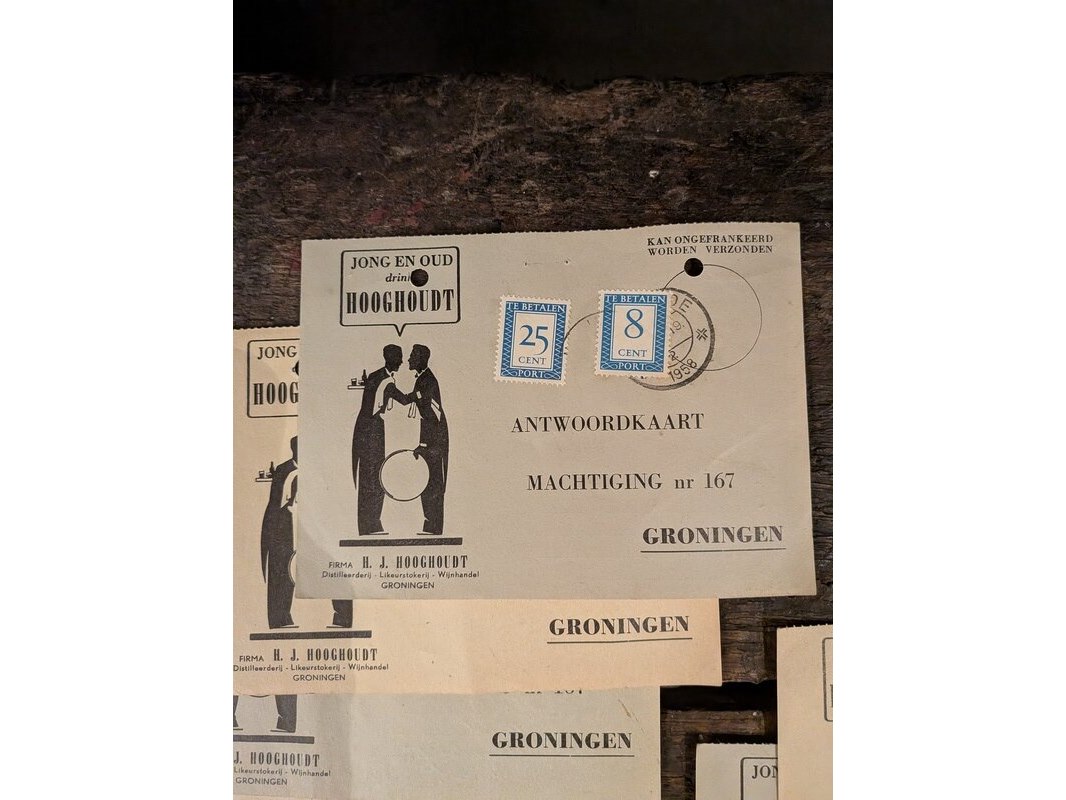 JONG EN OUD
drin
HOOGHOUDT
KAN ONGEFRANKEERD
WORDEN VERZONDEN
TE BETALEN
25
CENT
PORT
TE BETALEN
8
CENT
PORT
1958
ANTWOORDKAART
MACHTIGING nr 167
GRONINGEN
FIRMA H. J. HOOGHOUDT
Distilleerderij - Likeurstokerij - Wijnhandel
GRONINGEN
JONG
HOOG
GRONINGEN
FIRMA H. J. HOOGHOUDT
Distilleerderij - Likeurstokerij - Wijnhandel
GRONINGEN
GRONINGEN
J. HOOGHOUDT
Likeurstokerij - Wijnhandel
GRONINGEN
JON